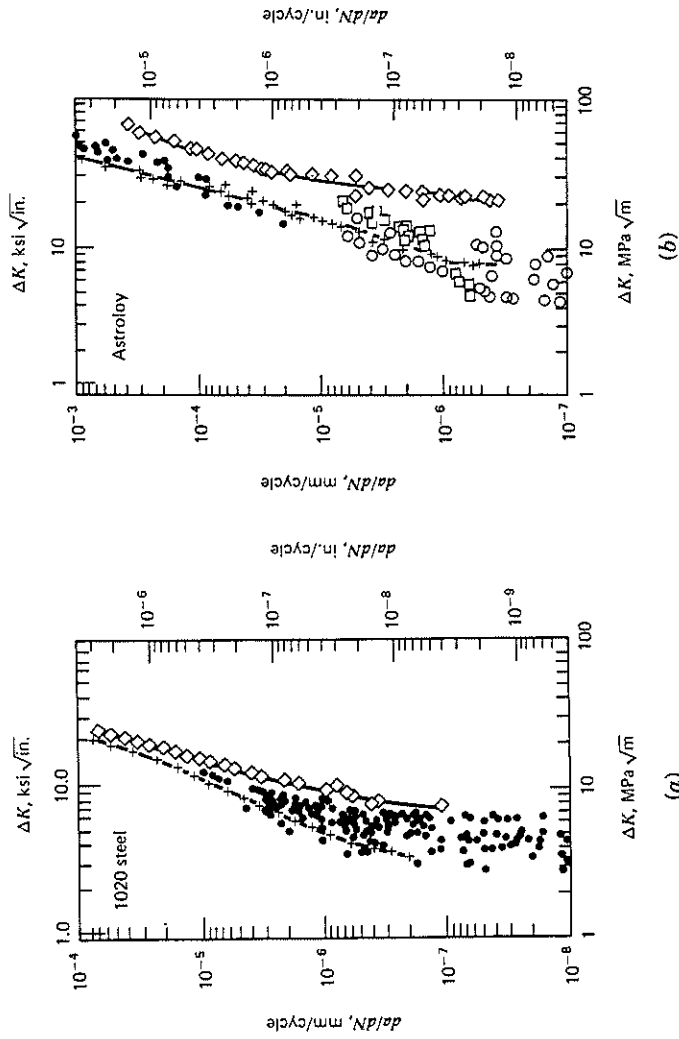 ΔK, ksi √in.
1.0
10.0
1020 steel
da/dN, mm/cycle
10⁻⁴
10⁻⁵
10⁻⁶
10⁻⁷
10⁻⁸
da/dN, in./cycle
10⁻⁶
10⁻⁷
10⁻⁸
10⁻⁹
1
10
100
ΔK, MPa √m
(a)
ΔK, ksi √in.
1
10
Astroloy
da/dN, mm/cycle
10⁻³
10⁻⁴
10⁻⁵
10⁻⁶
10⁻⁷
da/dN, in./cycle
10⁻⁵
10⁻⁶
10⁻⁷
10⁻⁸
1
10
100
ΔK, MPa √m
(b)